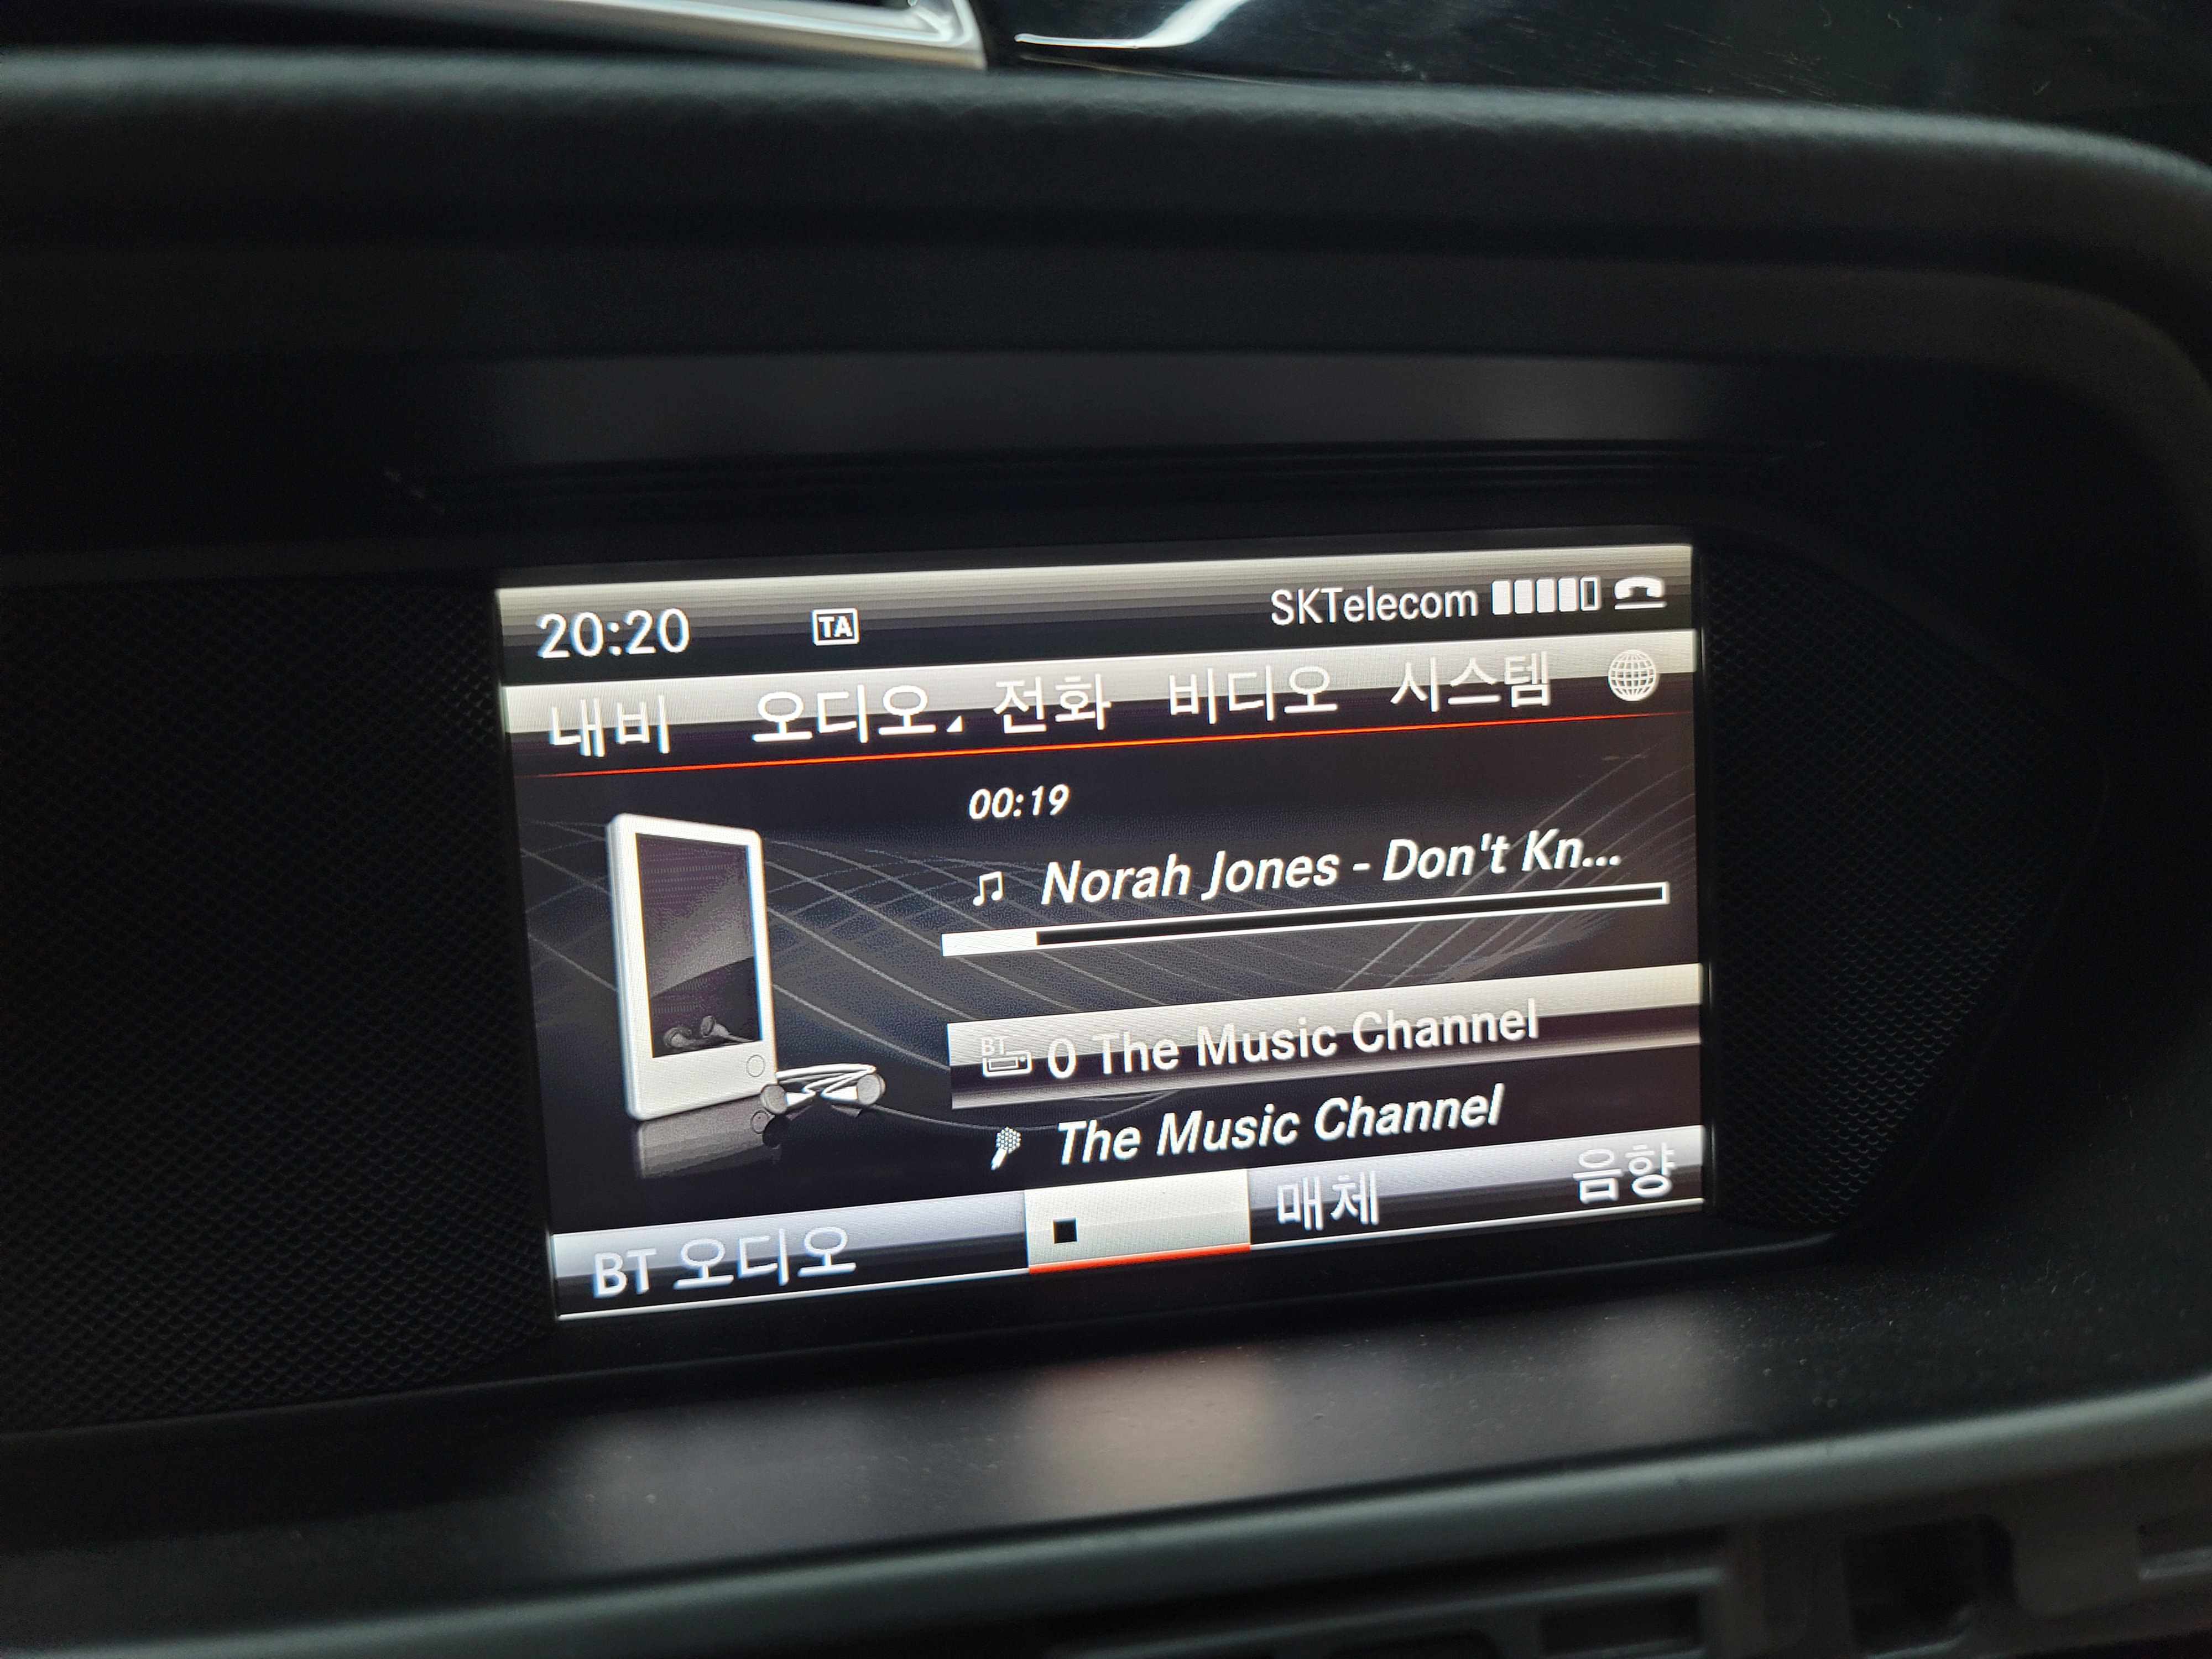 20:20 TA SKTelecom
내비 오디오 전화 비디오 시스템
00:19
Norah Jones - Don't Kn...
BT 0 The Music Channel
The Music Channel
BT 오디오 매체 음향